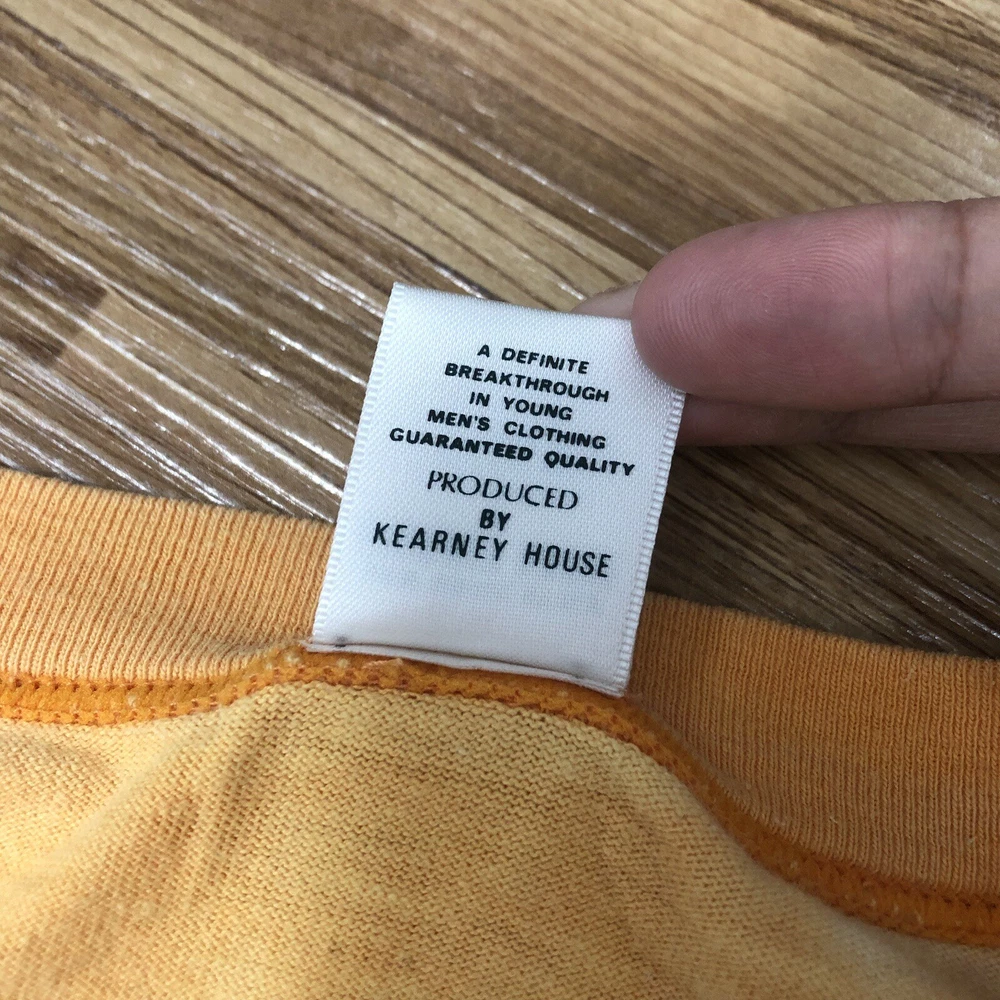 A DEFINITE
BREAKTHROUGH
IN YOUNG
MEN'S CLOTHING
GUARANTEED QUALITY
PRODUCED
BY
KEARNEY HOUSE